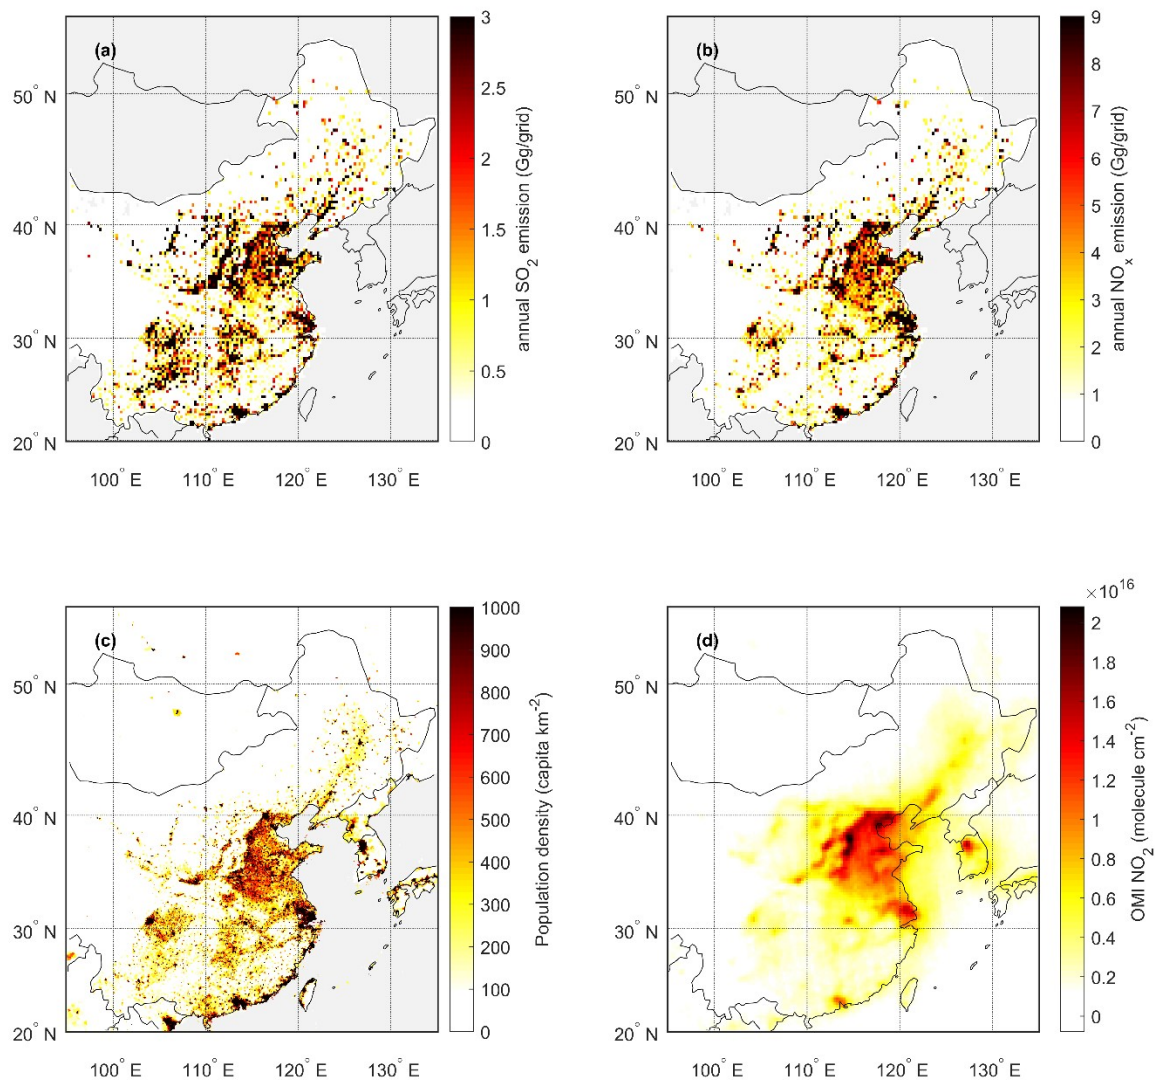 (a)
50° N
40° N
30° N
20° N
100° E
110° E
120° E
130° E
3
2.5
2
1.5
1
0.5
0
annual SO₂ emission (Gg/grid)
(b)
50° N
40° N
30° N
20° N
100° E
110° E
120° E
130° E
9
8
7
6
5
4
3
2
1
0
annual NOₓ emission (Gg/grid)
(c)
50° N
40° N
30° N
20° N
100° E
110° E
120° E
130° E
1000
900
800
700
600
500
400
300
200
100
0
Population density (capita km⁻²)
(d)
50° N
40° N
30° N
20° N
100° E
110° E
120° E
130° E
×10¹⁶
2
1.8
1.6
1.4
1.2
1
0.8
0.6
0.4
0.2
0
OMI NO₂ (molecule cm⁻²)